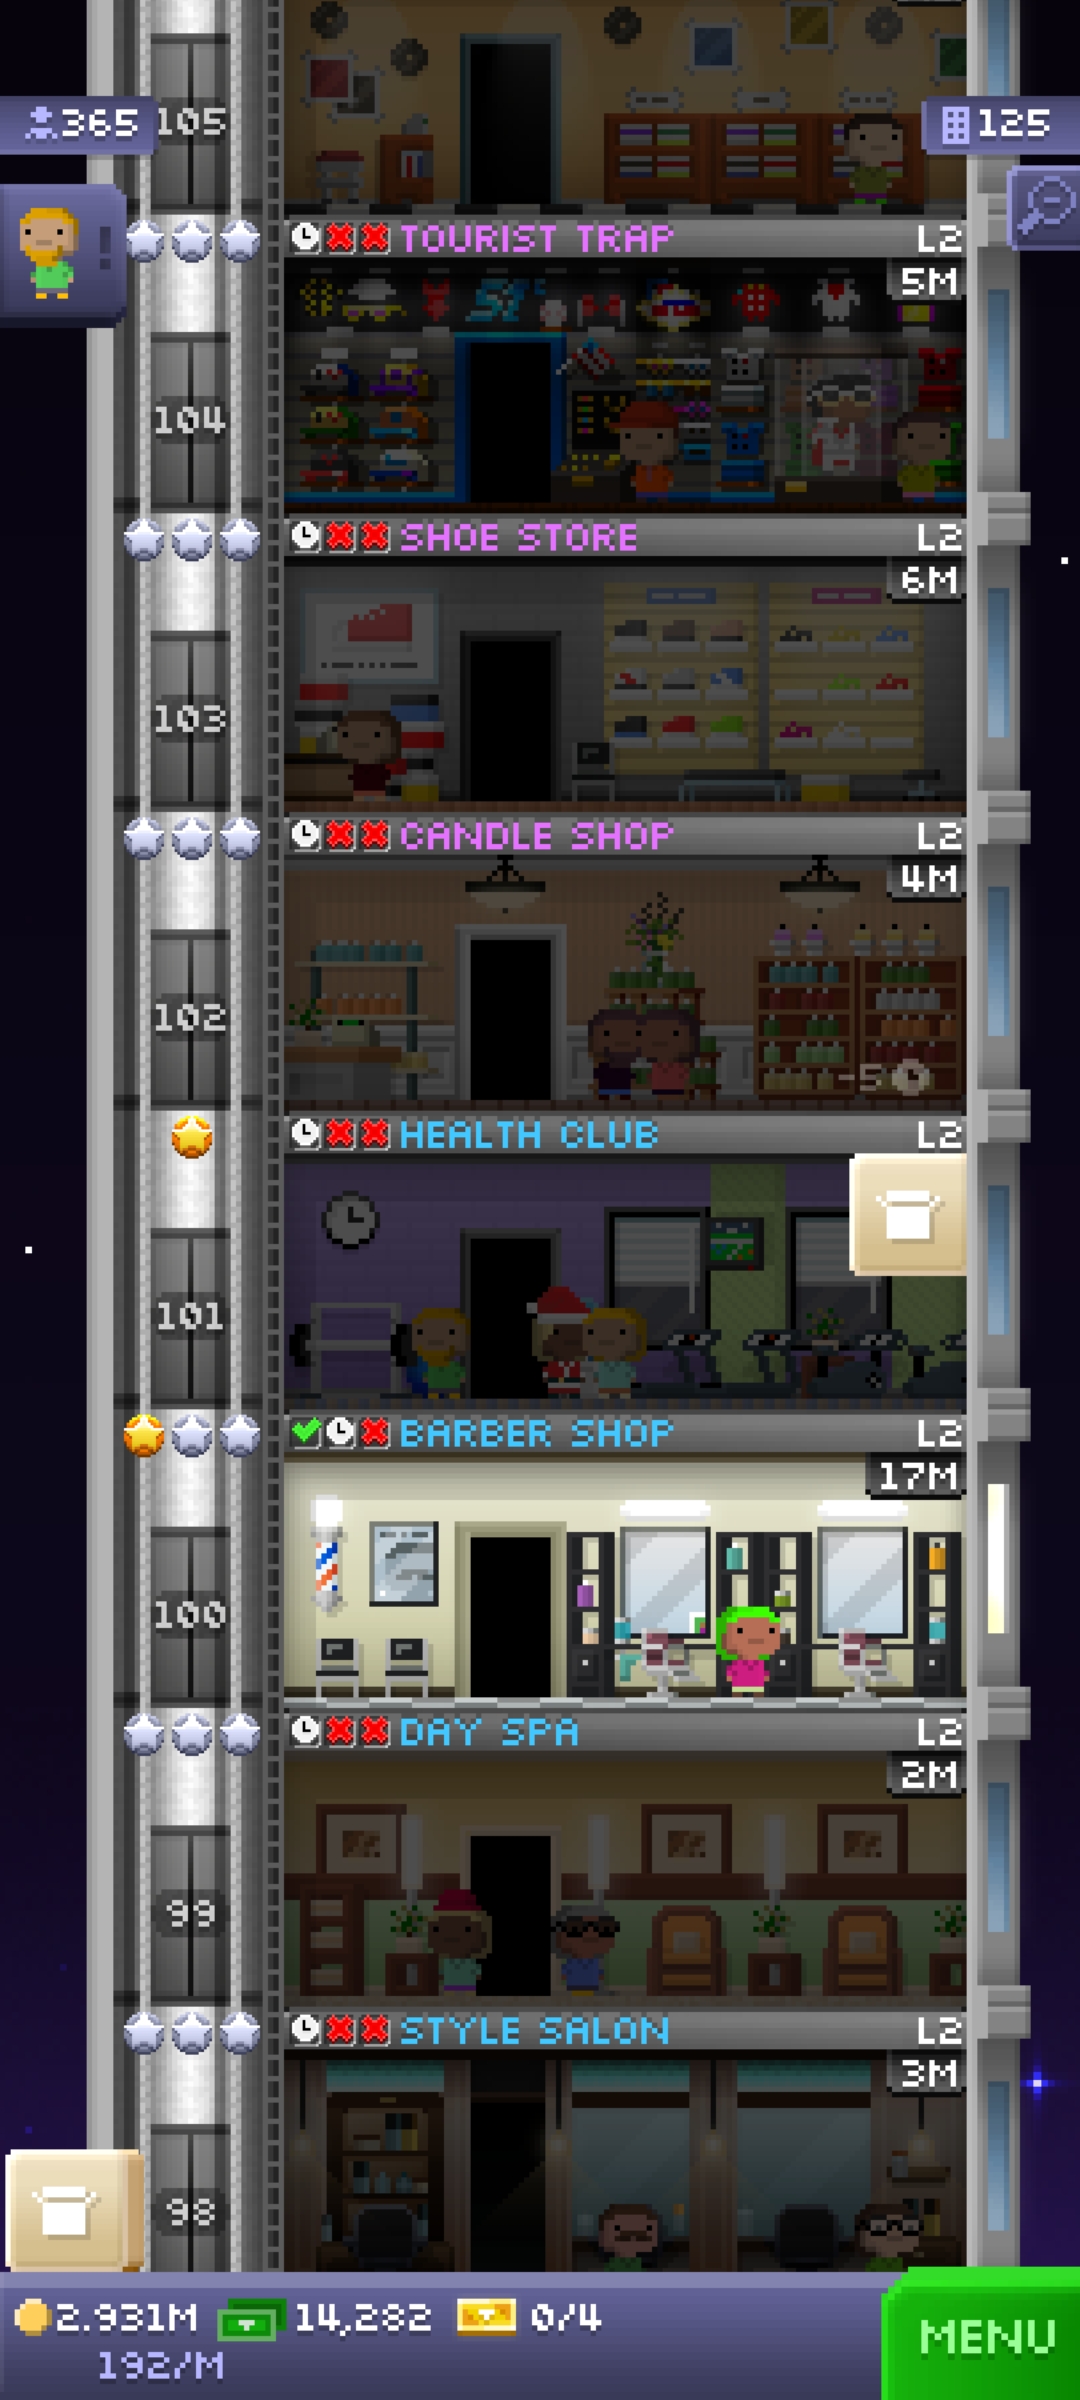 365 105 125
TOURIST TRAP L2
5M
104
SHOE STORE L2
6M
103
CANDLE SHOP L2
4M
102
-5
HEALTH CLUB L2
101
BARBER SHOP L2
17M
100
DAY SPA L2
2M
99
STYLE SALON L2
3M
98
2.931M 14,282 0/4
192/M
MENU